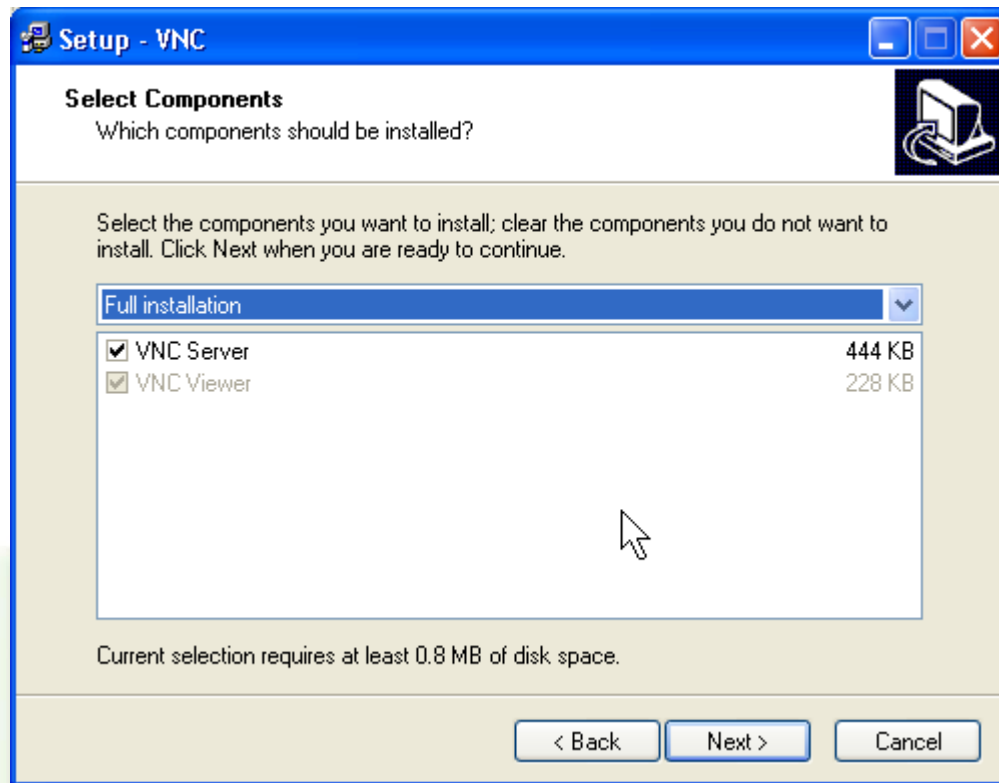 Setup - VNC
Select Components
Which components should be installed?
Select the components you want to install; clear the components you do not want to
install. Click Next when you are ready to continue.
Full installation
VNC Server 444 KB
VNC Viewer 228 KB
Current selection requires at least 0.8 MB of disk space.
< Back Next > Cancel